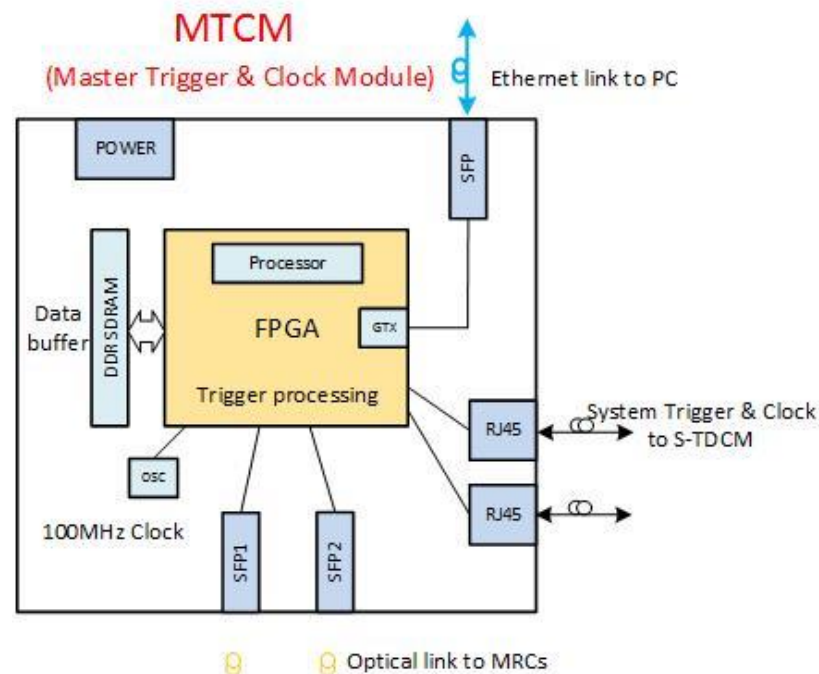 MTCM
(Master Trigger & Clock Module)
Ethernet link to PC
POWER
SFP
Processor
DDR SDRAM
Data
buffer
FPGA
GTX
Trigger processing
RJ45
System Trigger & Clock
to S-TDCM
OSC
RJ45
100MHz Clock
SFP1
SFP2
Optical link to MRCs